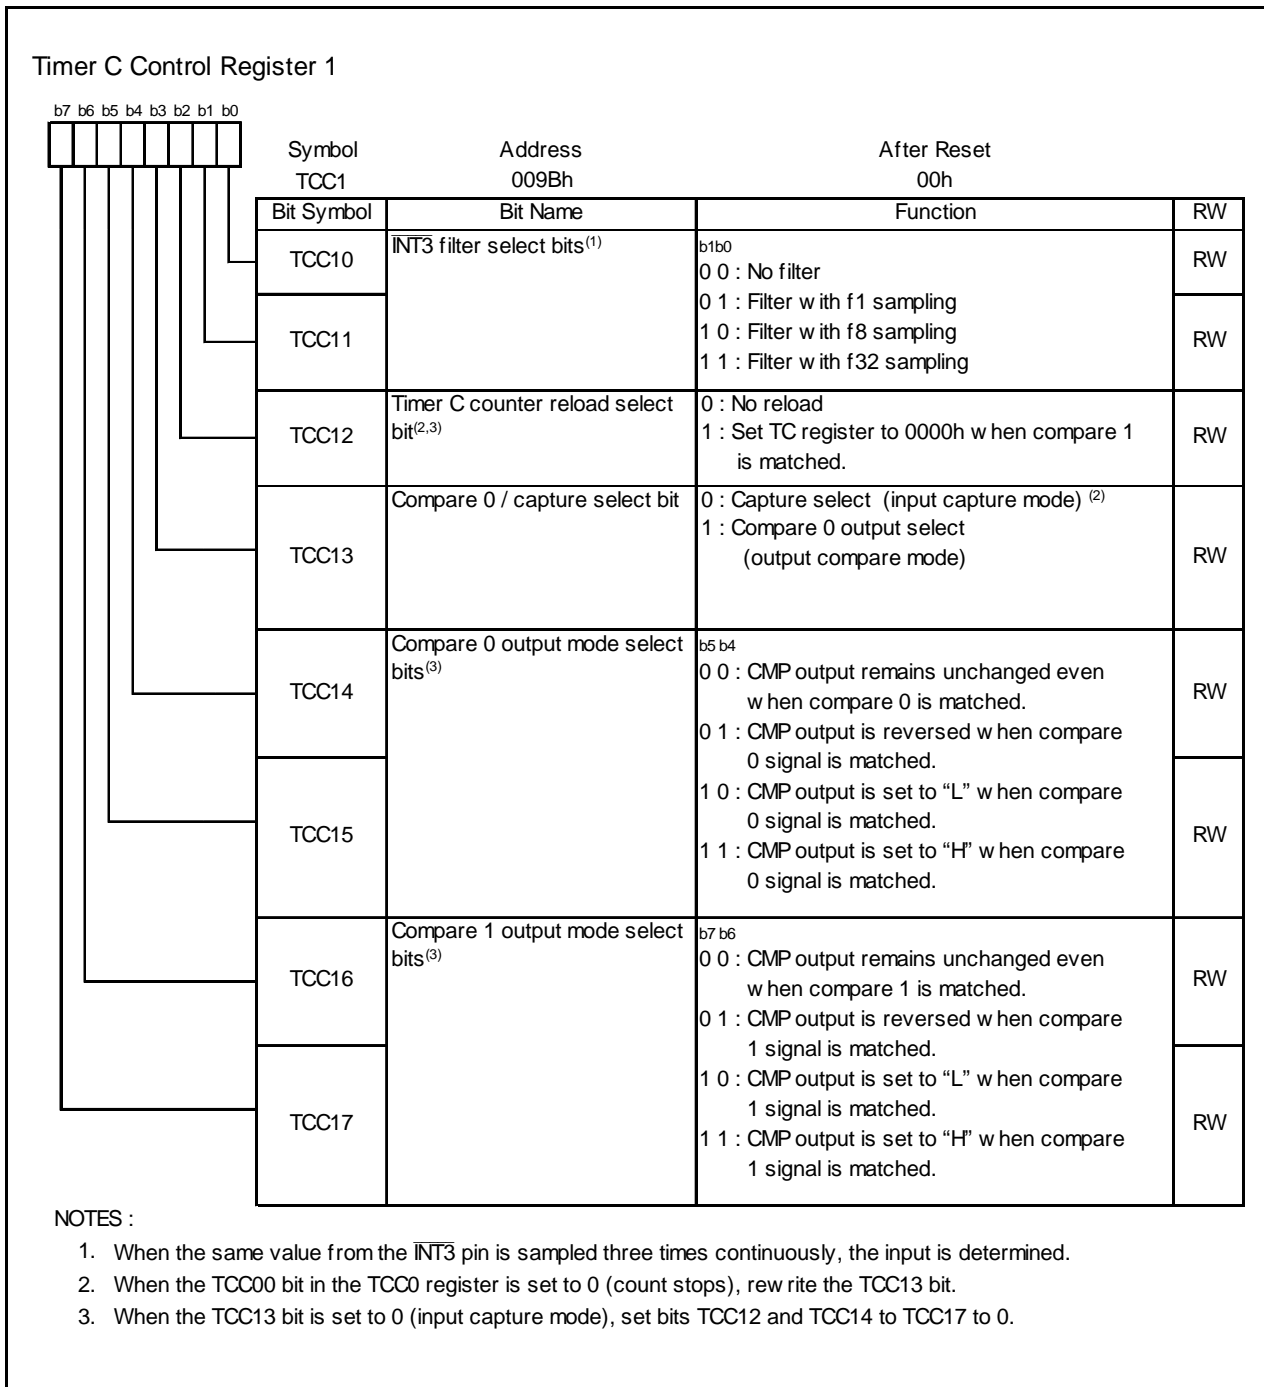 Timer C Control Register 1
b7 b6 b5 b4 b3 b2 b1 b0
Symbol Address After Reset
TCC1 009Bh 00h
Bit Symbol Bit Name Function RW
TCC10 INT3 filter select bits(1) b1b0
0 0 : No filter RW
0 1 : Filter with f1 sampling
TCC11 1 0 : Filter with f8 sampling RW
1 1 : Filter with f32 sampling
Timer C counter reload select 0 : No reload
TCC12 bit(2,3) 1 : Set TC register to 0000h when compare 1 RW
is matched.
Compare 0 / capture select bit 0 : Capture select (input capture mode) (2)
1 : Compare 0 output select
TCC13 (output compare mode) RW
Compare 0 output mode select b5 b4
bits(3) 0 0 : CMP output remains unchanged even
TCC14 when compare 0 is matched. RW
0 1 : CMP output is reversed when compare
0 signal is matched.
1 0 : CMP output is set to “L” when compare
TCC15 0 signal is matched. RW
1 1 : CMP output is set to “H” when compare
0 signal is matched.
Compare 1 output mode select b7 b6
bits(3) 0 0 : CMP output remains unchanged even
TCC16 when compare 1 is matched. RW
0 1 : CMP output is reversed when compare
1 signal is matched.
1 0 : CMP output is set to “L” when compare
TCC17 1 signal is matched. RW
1 1 : CMP output is set to “H” when compare
1 signal is matched.
NOTES :
1. When the same value from the INT3 pin is sampled three times continuously, the input is determined.
2. When the TCC00 bit in the TCC0 register is set to 0 (count stops), rewrite the TCC13 bit.
3. When the TCC13 bit is set to 0 (input capture mode), set bits TCC12 and TCC14 to TCC17 to 0.